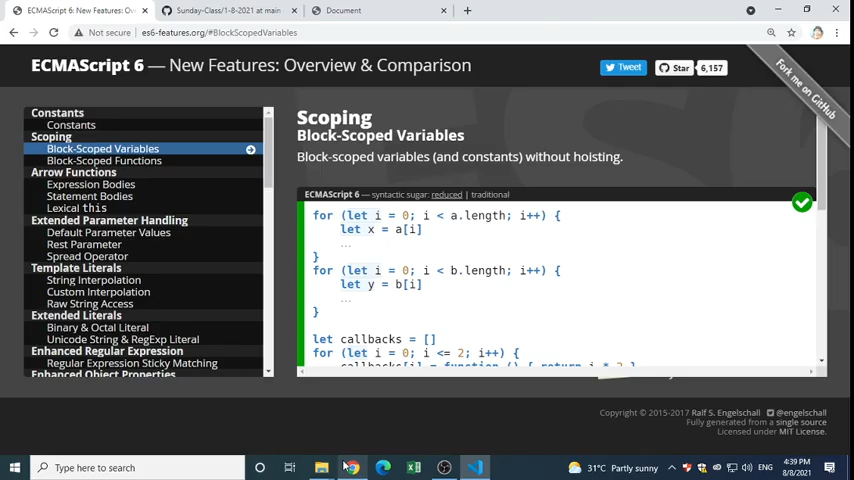 ECMAScript 6: New Features: Ov
Sunday-Class/1-8-2021 at main
Document
Not secure
es6-features.org/#BlockScopedVariables
ECMAScript 6 — New Features: Overview & Comparison
Tweet
Star
6,157
Fork me on GitHub
Constants
Constants
Scoping
Block-Scoped Variables
Block-Scoped Functions
Arrow Functions
Expression Bodies
Statement Bodies
Lexical this
Extended Parameter Handling
Default Parameter Values
Rest Parameter
Spread Operator
Template Literals
String Interpolation
Custom Interpolation
Raw String Access
Extended Literals
Binary & Octal Literal
Unicode String & RegExp Literal
Enhanced Regular Expression
Regular Expression Sticky Matching
Enhanced Object Properties
Scoping
Block-Scoped Variables
Block-scoped variables (and constants) without hoisting.
ECMAScript 6 — syntactic sugar: reduced | traditional
for (let i = 0; i < a.length; i++) {
let x = a[i]
…
}
for (let i = 0; i < b.length; i++) {
let y = b[i]
…
}
let callbacks = []
for (let i = 0; i <= 2; i++) {
callbacks[i] = function () { return i * 2 }
Copyright © 2015-2017 Ralf S. Engelschall @engelschall
Fully generated from a single source
Licensed under MIT License.
Type here to search
31°C Partly sunny
ENG
4:39 PM
8/8/2021